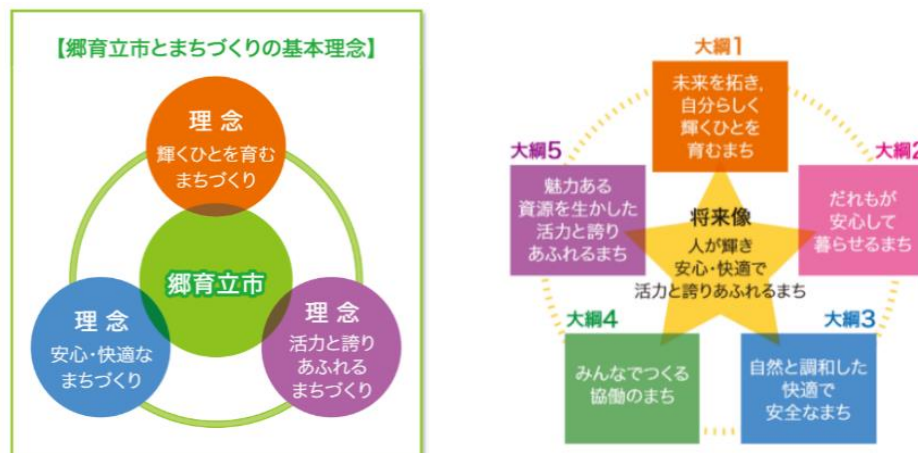 【郷育立市とまちづくりの基本理念】
理念
輝くひとを育む
まちづくり
郷育立市
理念
安心・快適な
まちづくり
理念
活力と誇り
あふれる
まちづくり
大綱1
未来を拓き,
自分らしく
輝くひとを
育むまち
大綱2
だれもが
安心して
暮らせるまち
大綱3
自然と調和した
快適で
安全なまち
大綱4
みんなでつくる
協働のまち
大綱5
魅力ある
資源を生かした
活力と誇り
あふれるまち
将来像
人が輝き
安心・快適で
活力と誇りあふれるまち